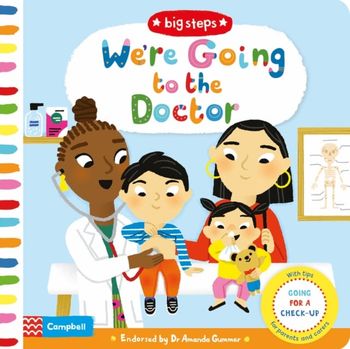 big steps
We're Going
to the
Doctor
With tips
GOING
FOR A
CHECK-UP
for parents and carers
Campbell
Endorsed by Dr Amanda Gummer